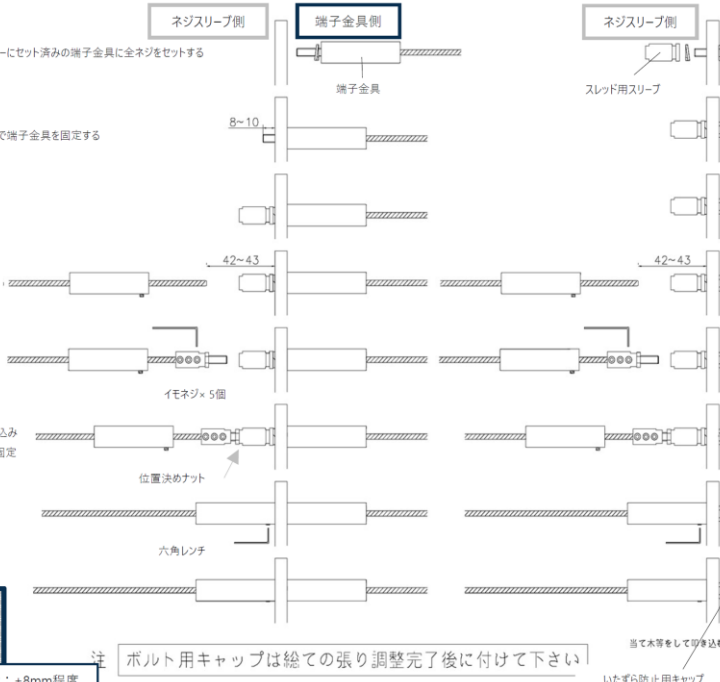 ネジスリーブ側
端子金具側
ネジスリーブ側
ーにセット済みの端子金具に全ネジをセットする
端子金具
スレッド用スリーブ
8~10
で端子金具を固定する
42~43
42~43
イモネジ× 5個
込み
固定
位置決めナット
六角レンチ
当て木等をして叩き込む
注 ボルト用キャップは総ての張り調整完了後に付けて下さい
：+8mm程度
いたずら防止用キャップ